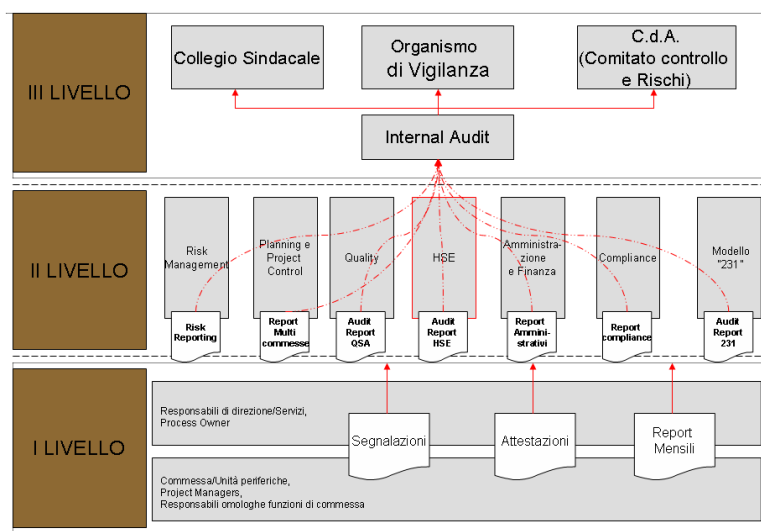 III LIVELLO
Collegio Sindacale
Organismo
di Vigilanza
C.d.A.
(Comitato controllo
e Rischi)
Internal Audit
II LIVELLO
Risk
Management
Planning e
Project
Control
Quality
HSE
Amministra-
zione
e Finanza
Compliance
Modello
"231"
Risk
Reporting
Report
Multi
commesse
Audit
Report
QSA
Audit
Report
HSE
Report
Ammini-
strativi
Report
compliance
Audit
Report
231
I LIVELLO
Responsabili di direzione/Servizi,
Process Owner
Segnalazioni
Attestazioni
Report
Mensili
Commessa/Unità periferiche,
Project Managers,
Responsabili omologhe funzioni di commessa